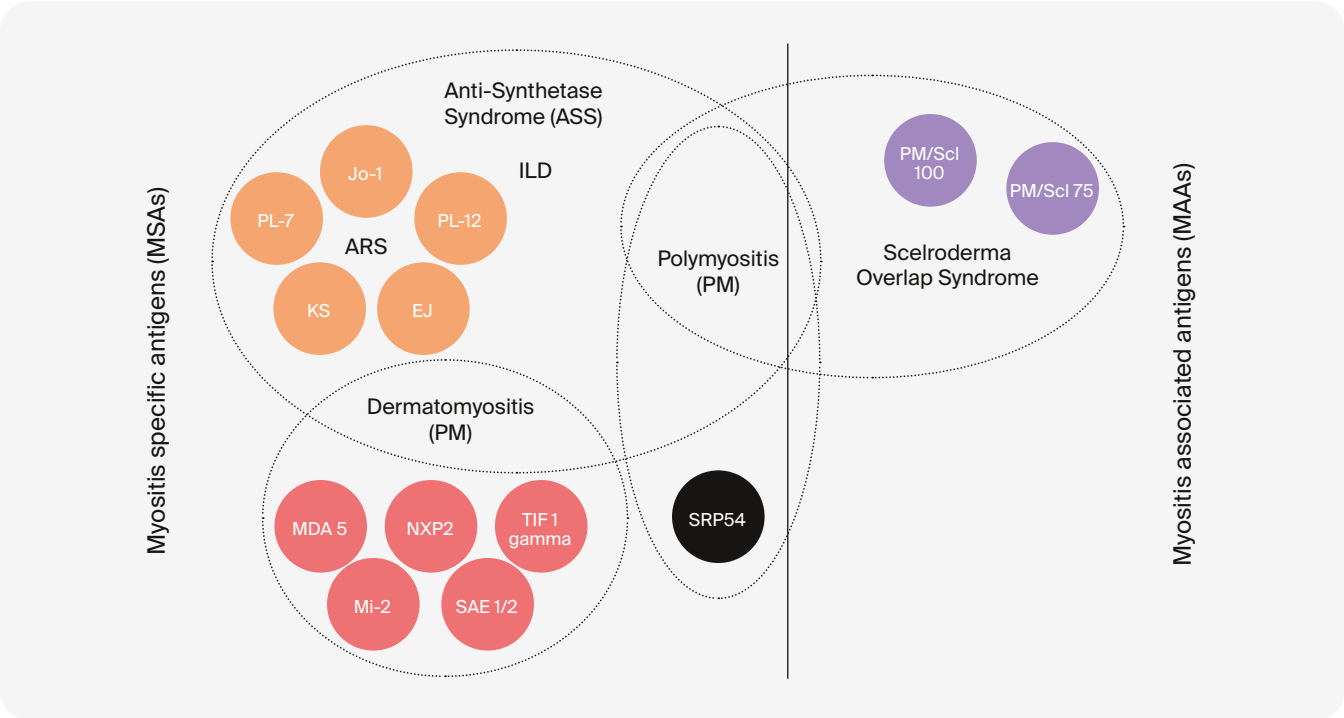 Myositis specific antigens (MSAs)
Anti-Synthetase
Syndrome (ASS)
ILD
Jo-1
PL-7
PL-12
ARS
KS
EJ
Dermatomyositis
(PM)
MDA 5
NXP2
TIF 1
gamma
Mi-2
SAE 1/2
Polymyositis
(PM)
SRP54
PM/Scl
100
PM/Scl 75
Scelroderma
Overlap Syndrome
Myositis associated antigens (MAAs)